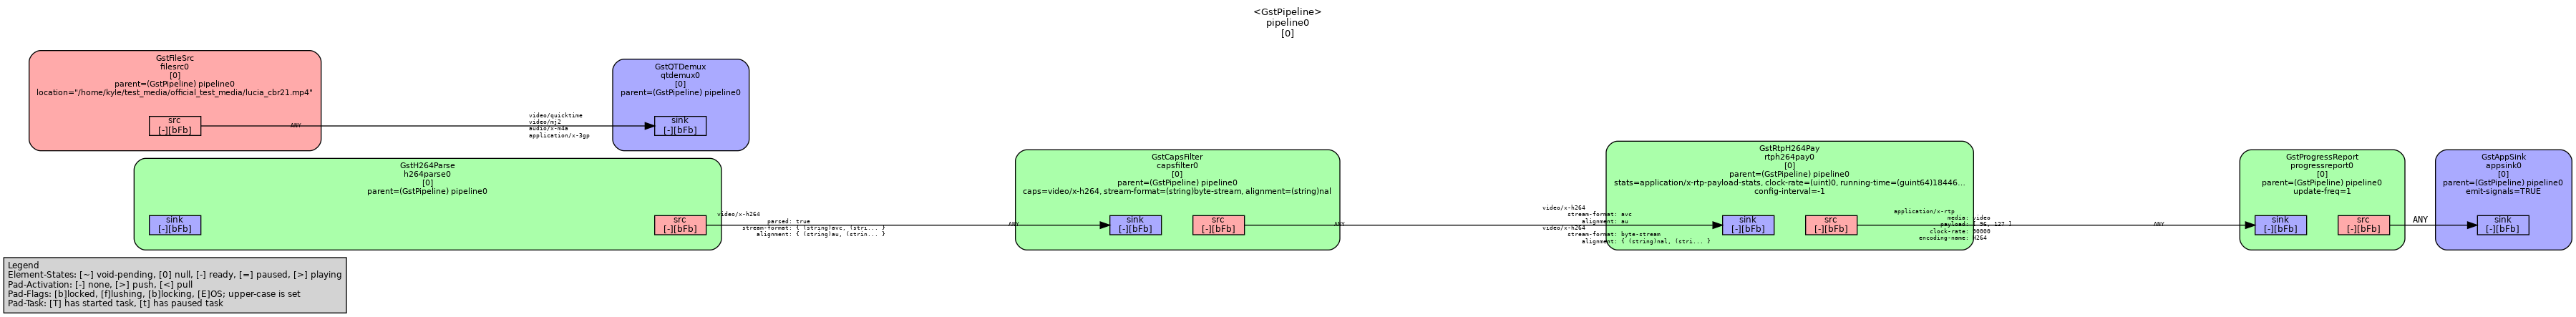 <GstPipeline>
pipeline0
[0]
GstFileSrc
filesrc0
[0]
parent=(GstPipeline) pipeline0
location="/home/kyle/test_media/official_test_media/lucia_cbr21.mp4"
src
[-][bFb]
ANY
video/quicktime
video/mj2
audio/x-m4a
application/x-3gp
GstQTDemux
qtdemux0
[0]
parent=(GstPipeline) pipeline0
sink
[-][bFb]
GstH264Parse
h264parse0
[0]
parent=(GstPipeline) pipeline0
sink
[-][bFb]
src
[-][bFb]
video/x-h264
parsed: true
stream-format: { (string)avc, (stri... }
alignment: { (string)au, (strin... }
ANY
GstCapsFilter
capsfilter0
[0]
parent=(GstPipeline) pipeline0
caps=video/x-h264, stream-format=(string)byte-stream, alignment=(string)nal
sink
[-][bFb]
src
[-][bFb]
ANY
video/x-h264
stream-format: avc
alignment: au
video/x-h264
stream-format: byte-stream
alignment: { (string)nal, (stri... }
GstRtpH264Pay
rtph264pay0
[0]
parent=(GstPipeline) pipeline0
stats=application/x-rtp-payload-stats, clock-rate=(uint)0, running-time=(guint64)18446…
config-interval=-1
sink
[-][bFb]
src
[-][bFb]
application/x-rtp
media: video
payload: [ 96, 127 ]
clock-rate: 90000
encoding-name: H264
ANY
GstProgressReport
progressreport0
[0]
parent=(GstPipeline) pipeline0
update-freq=1
sink
[-][bFb]
src
[-][bFb]
ANY
GstAppSink
appsink0
[0]
parent=(GstPipeline) pipeline0
emit-signals=TRUE
sink
[-][bFb]
Legend
Element-States: [~] void-pending, [0] null, [-] ready, [=] paused, [>] playing
Pad-Activation: [-] none, [>] push, [<] pull
Pad-Flags: [b]locked, [f]lushing, [b]locking, [E]OS; upper-case is set
Pad-Task: [T] has started task, [t] has paused task